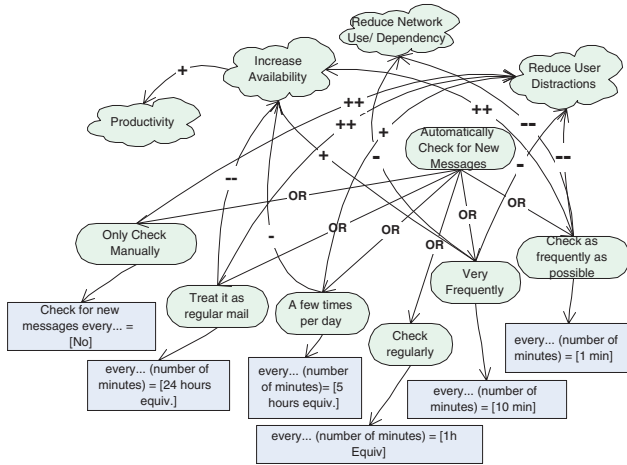 Reduce Network
Use/ Dependency
Increase
Availability
Reduce User
Distractions
+
Productivity
++
++
++
--
+
Automatically
Check for New
Messages
+
-
-
--
--
OR
OR
OR
OR
OR
OR
-
Only Check
Manually
Treat it as
regular mail
A few times
per day
Check
regularly
Very
Frequently
Check as
frequently as
possible
Check for new
messages every... =
[No]
every... (number of
minutes) = [24 hours
equiv.]
every... (number
of minutes)= [5
hours equiv.]
every... (number of minutes) = [1h
Equiv]
every... (number of
minutes) = [10 min]
every... (number of
minutes) = [1 min]